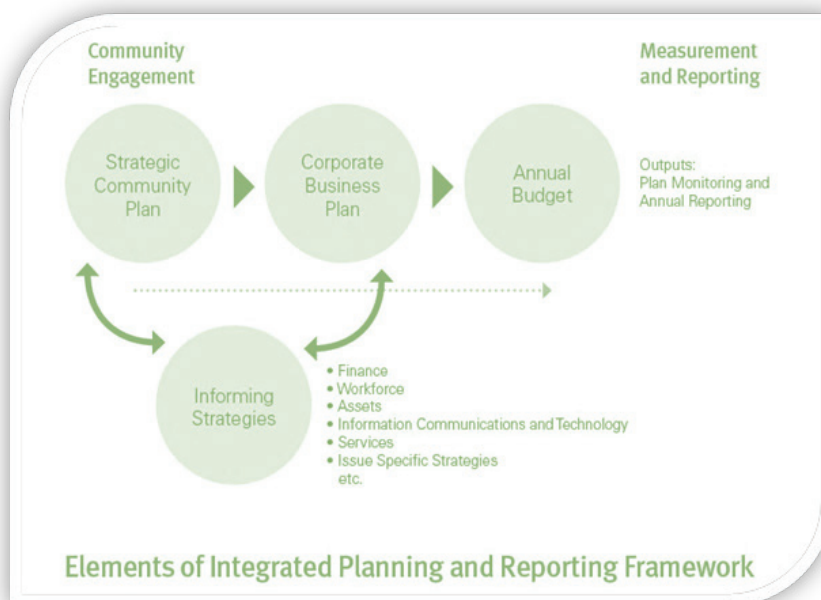 Community
Engagement
Measurement
and Reporting
Strategic
Community
Plan
Corporate
Business
Plan
Annual
Budget
Outputs:
Plan Monitoring and
Annual Reporting
Informing
Strategies
• Finance
• Workforce
• Assets
• Information Communications and Technology
• Services
• Issue Specific Strategies
etc.
Elements of Integrated Planning and Reporting Framework